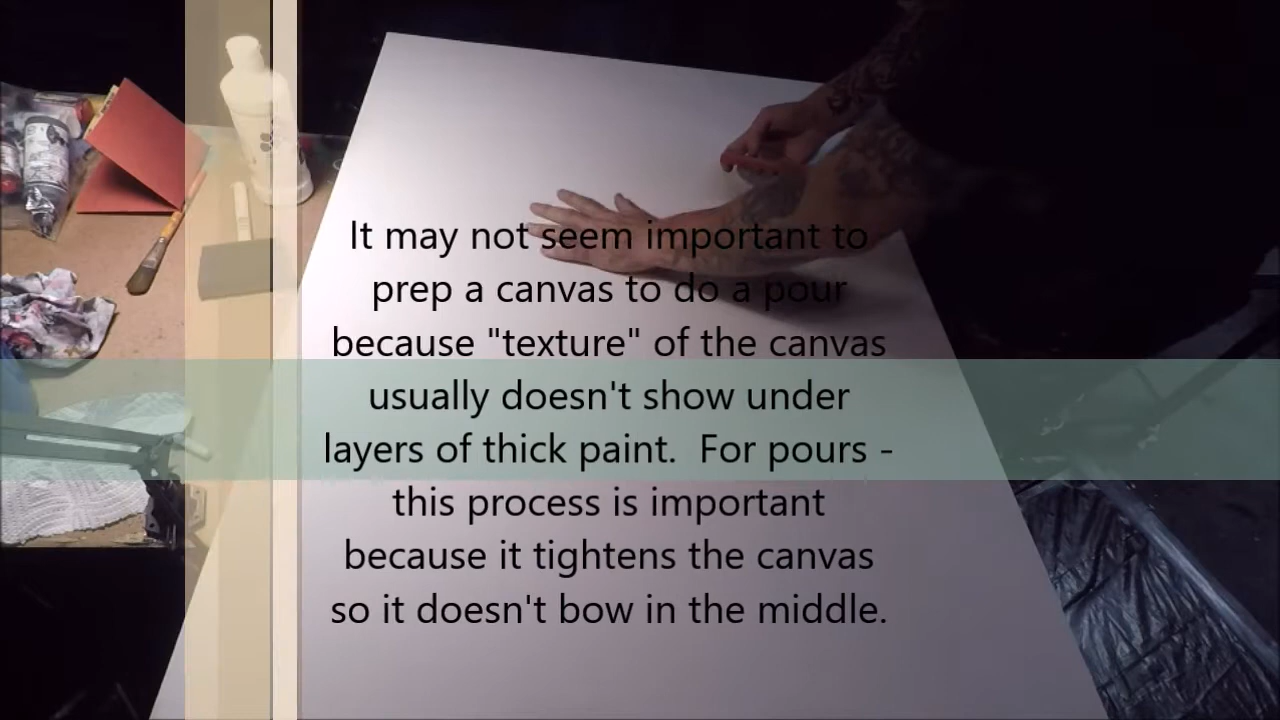 It may not seem important to
prep a canvas to do a pour
because "texture" of the canvas
usually doesn't show under
layers of thick paint.  For pours -
this process is important
because it tightens the canvas
so it doesn't bow in the middle.